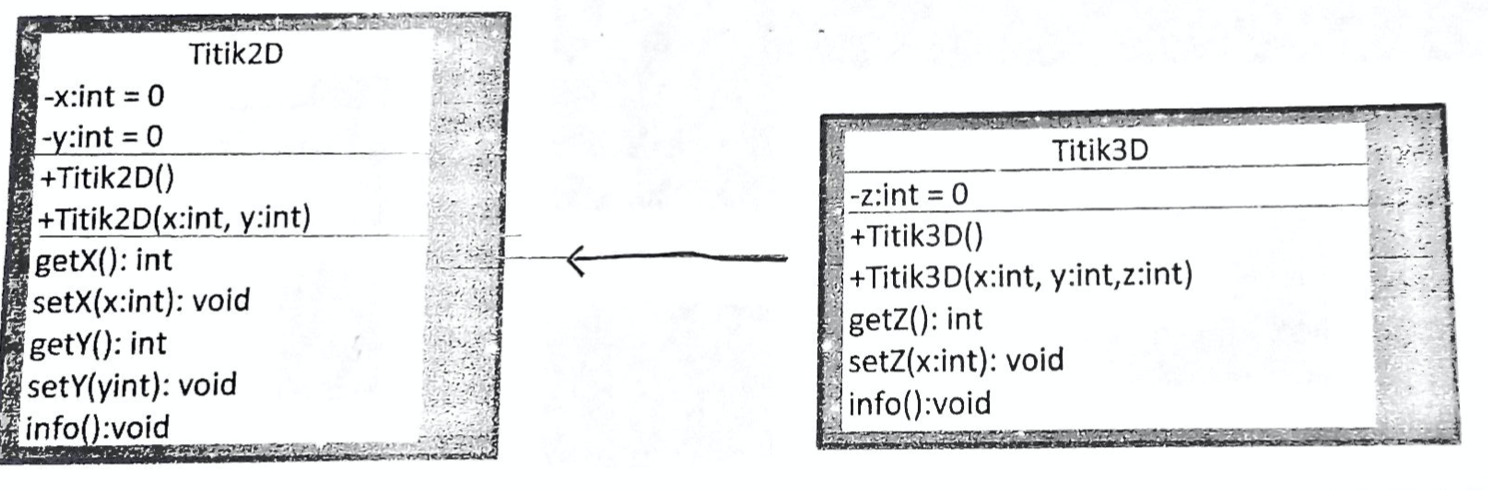 Titik2D
-x:int = 0
-y:int = 0
+Titik2D()
+Titik2D(x:int, y:int)
getX(): int
setX(x:int): void
getY(): int
setY(yint): void
info():void
Titik3D
-z:int = 0
+Titik3D()
+Titik3D(x:int, y:int,z:int)
getZ(): int
setZ(x:int): void
info():void